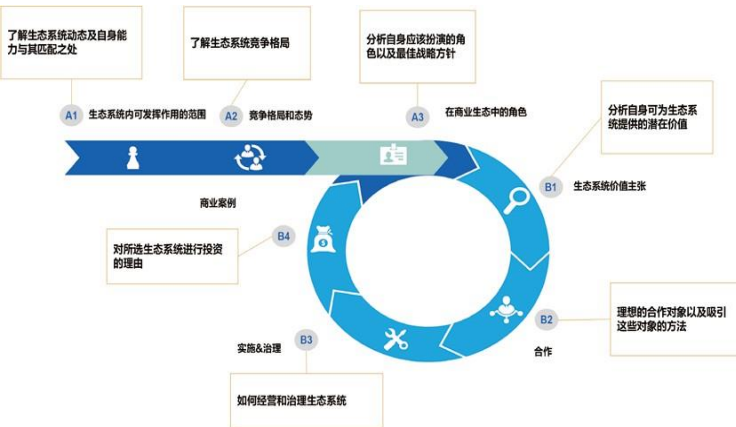 了解生态系统动态及自身能
力与其匹配之处
了解生态系统竞争格局
分析自身应该扮演的角
色以及最佳战略方针
A1 生态系统内可发挥作用的范围
A2 竞争格局和态势
A3 在商业生态中的角色
分析自身可为生态系
统提供的潜在价值
B1 生态系统价值主张
商业案例
B4
对所选生态系统进行投资
的理由
$
理想的合作对象以及吸引
这些对象的方法
B2
合作
B3
实施&治理
如何经营和治理生态系统